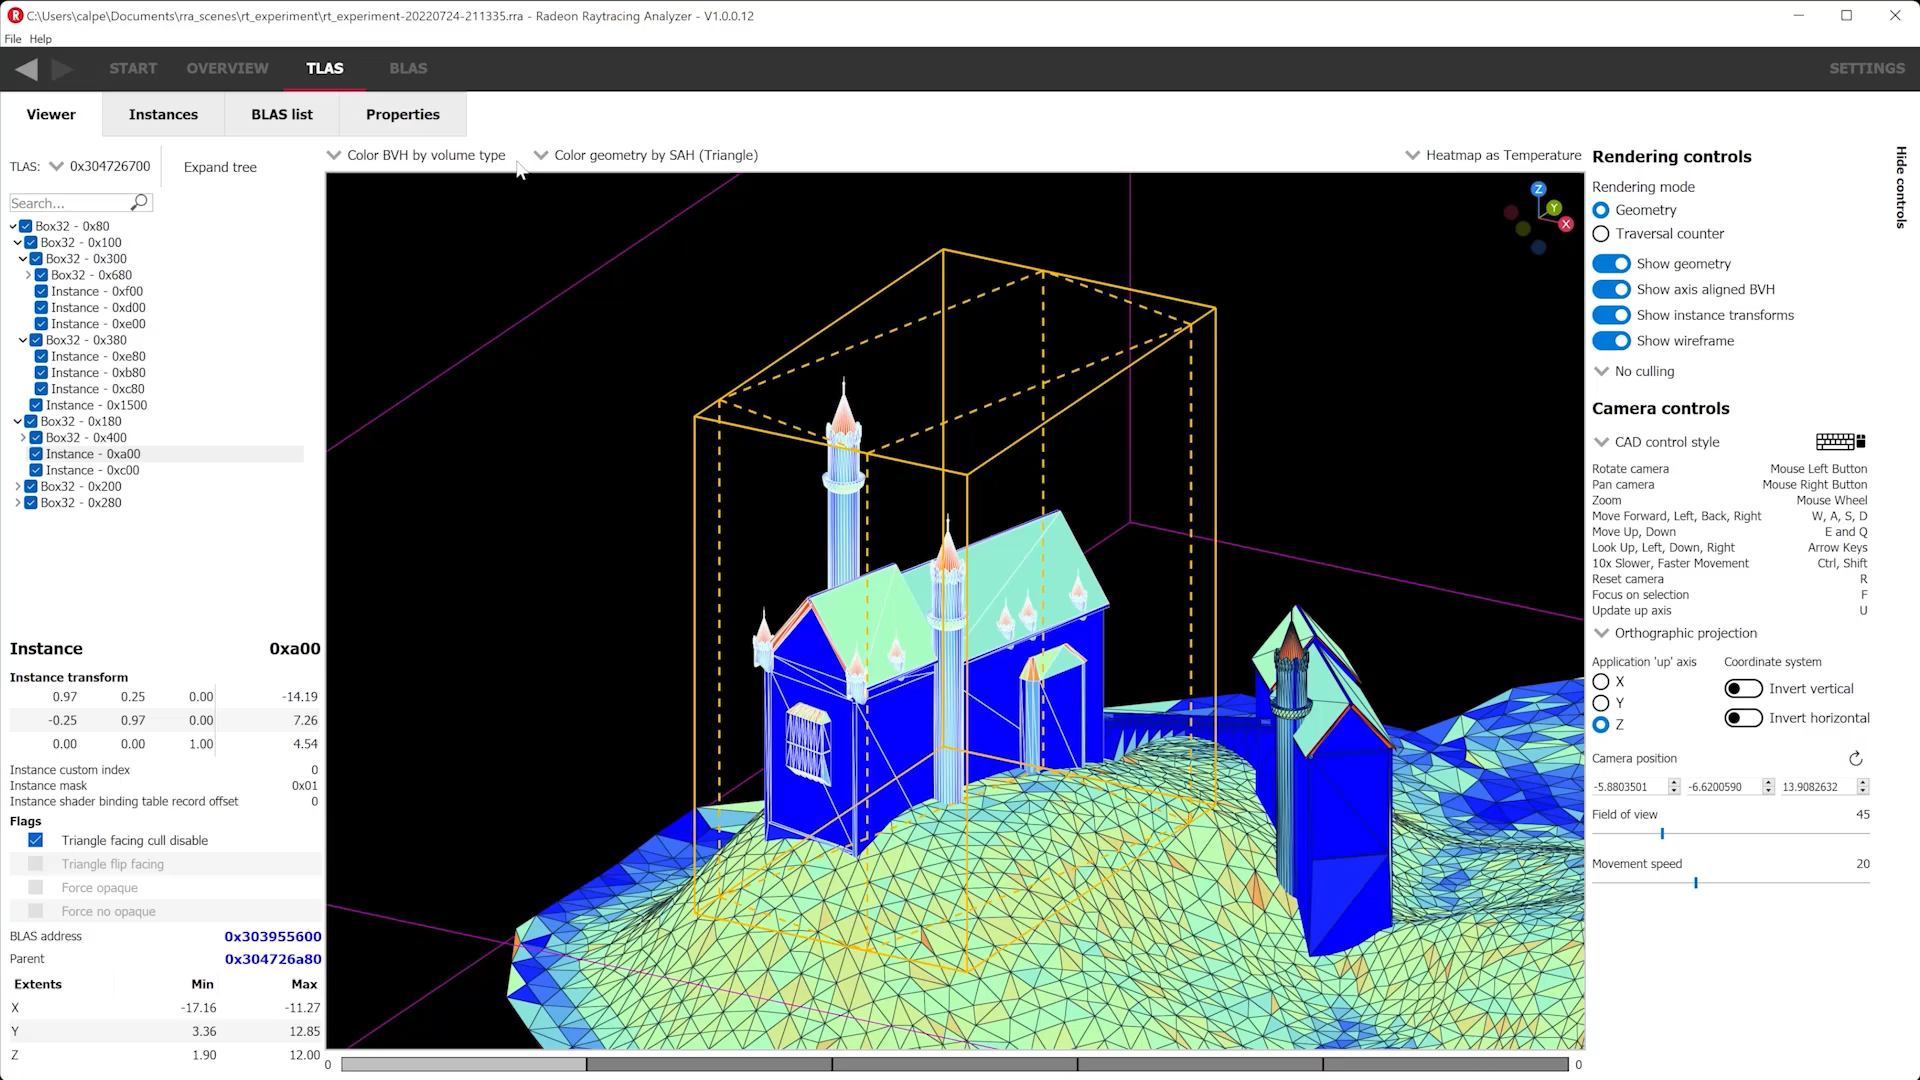 C:\Users\calpe\Documents\rra_scenes\rt_experiment\rt_experiment-20220724-211335.rra - Radeon Raytracing Analyzer - V1.0.0.12
File Help
START OVERVIEW TLAS BLAS SETTINGS
Viewer Instances BLAS list Properties
TLAS: 0x304726700 Expand tree
Search...
Box32 - 0x80
Box32 - 0x100
Box32 - 0x300
Box32 - 0x680
Instance - 0xf00
Instance - 0xd00
Instance - 0xe00
Box32 - 0x380
Instance - 0xe80
Instance - 0xb80
Instance - 0xc80
Instance - 0x1500
Box32 - 0x180
Box32 - 0x400
Instance - 0xa00
Instance - 0xc00
Box32 - 0x200
Box32 - 0x280
Instance 0xa00
Instance transform
0.97 0.25 0.00 -14.19
-0.25 0.97 0.00 7.26
0.00 0.00 1.00 4.54
Instance custom index 0
Instance mask 0x01
Instance shader binding table record offset 0
Flags
Triangle facing cull disable
Triangle flip facing
Force opaque
Force no opaque
BLAS address 0x303955600
Parent 0x304726a80
Extents Min Max
X -17.16 -11.27
Y 3.36 12.85
Z 1.90 12.00
Color BVH by volume type Color geometry by SAH (Triangle) Heatmap as Temperature
Z
Y
X
0 0
Rendering controls
Hide controls
Rendering mode
Geometry
Traversal counter
Show geometry
Show axis aligned BVH
Show instance transforms
Show wireframe
No culling
Camera controls
CAD control style
Rotate camera Mouse Left Button
Pan camera Mouse Right Button
Zoom Mouse Wheel
Move Forward, Left, Back, Right W, A, S, D
Move Up, Down E and Q
Look Up, Left, Down, Right Arrow Keys
10x Slower, Faster Movement Ctrl, Shift
Reset camera R
Focus on selection F
Update up axis U
Orthographic projection
Application 'up' axis Coordinate system
X Invert vertical
Y
Z Invert horizontal
Camera position
-5.8803501 -6.6200590 13.9082632
Field of view 45
Movement speed 20